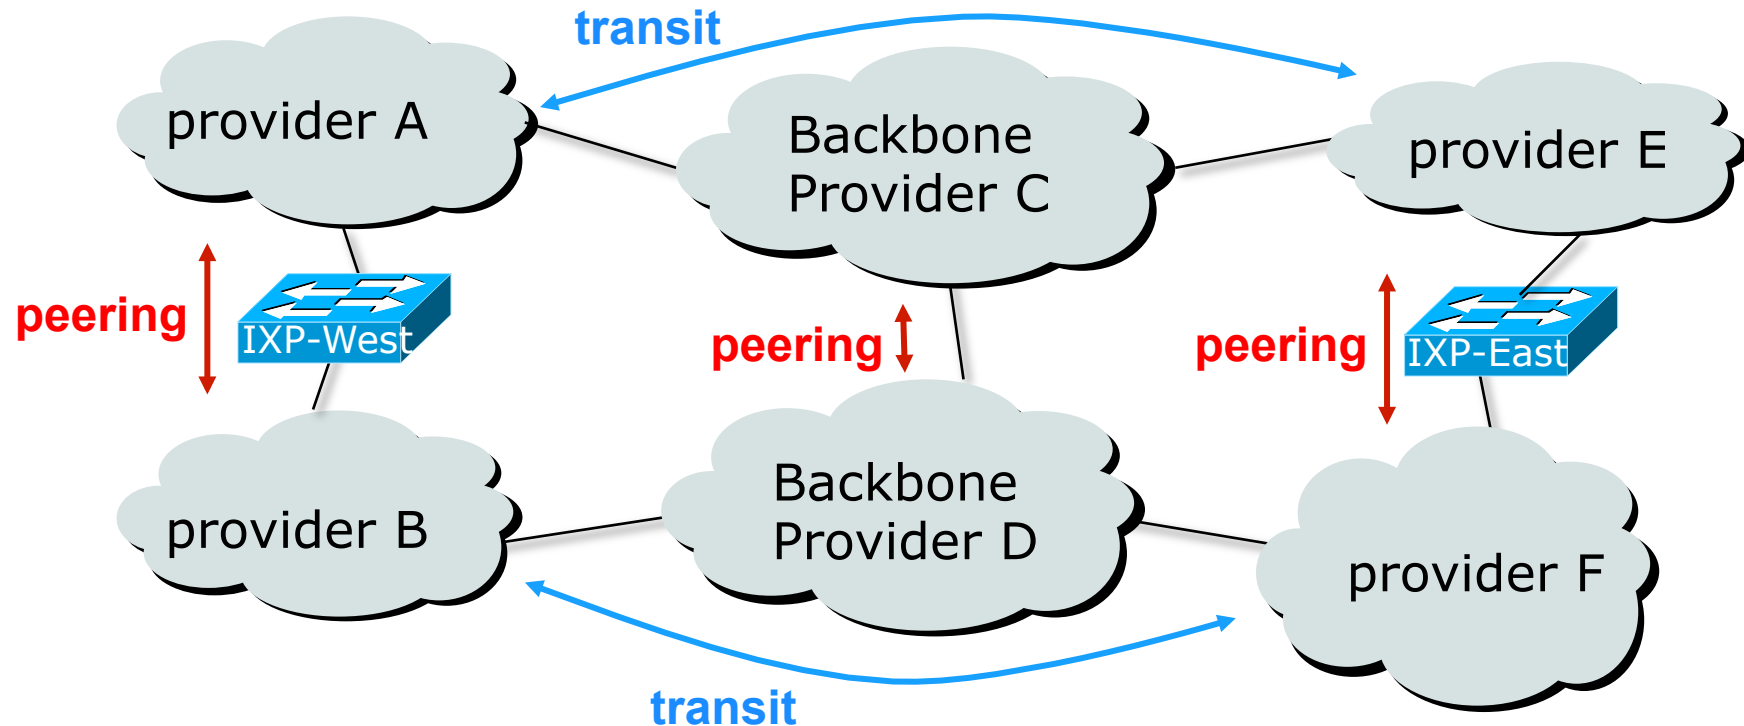 transit
provider A
Backbone
Provider C
provider E
peering
IXP-West
peering
peering
IXP-East
provider B
Backbone
Provider D
provider F
transit